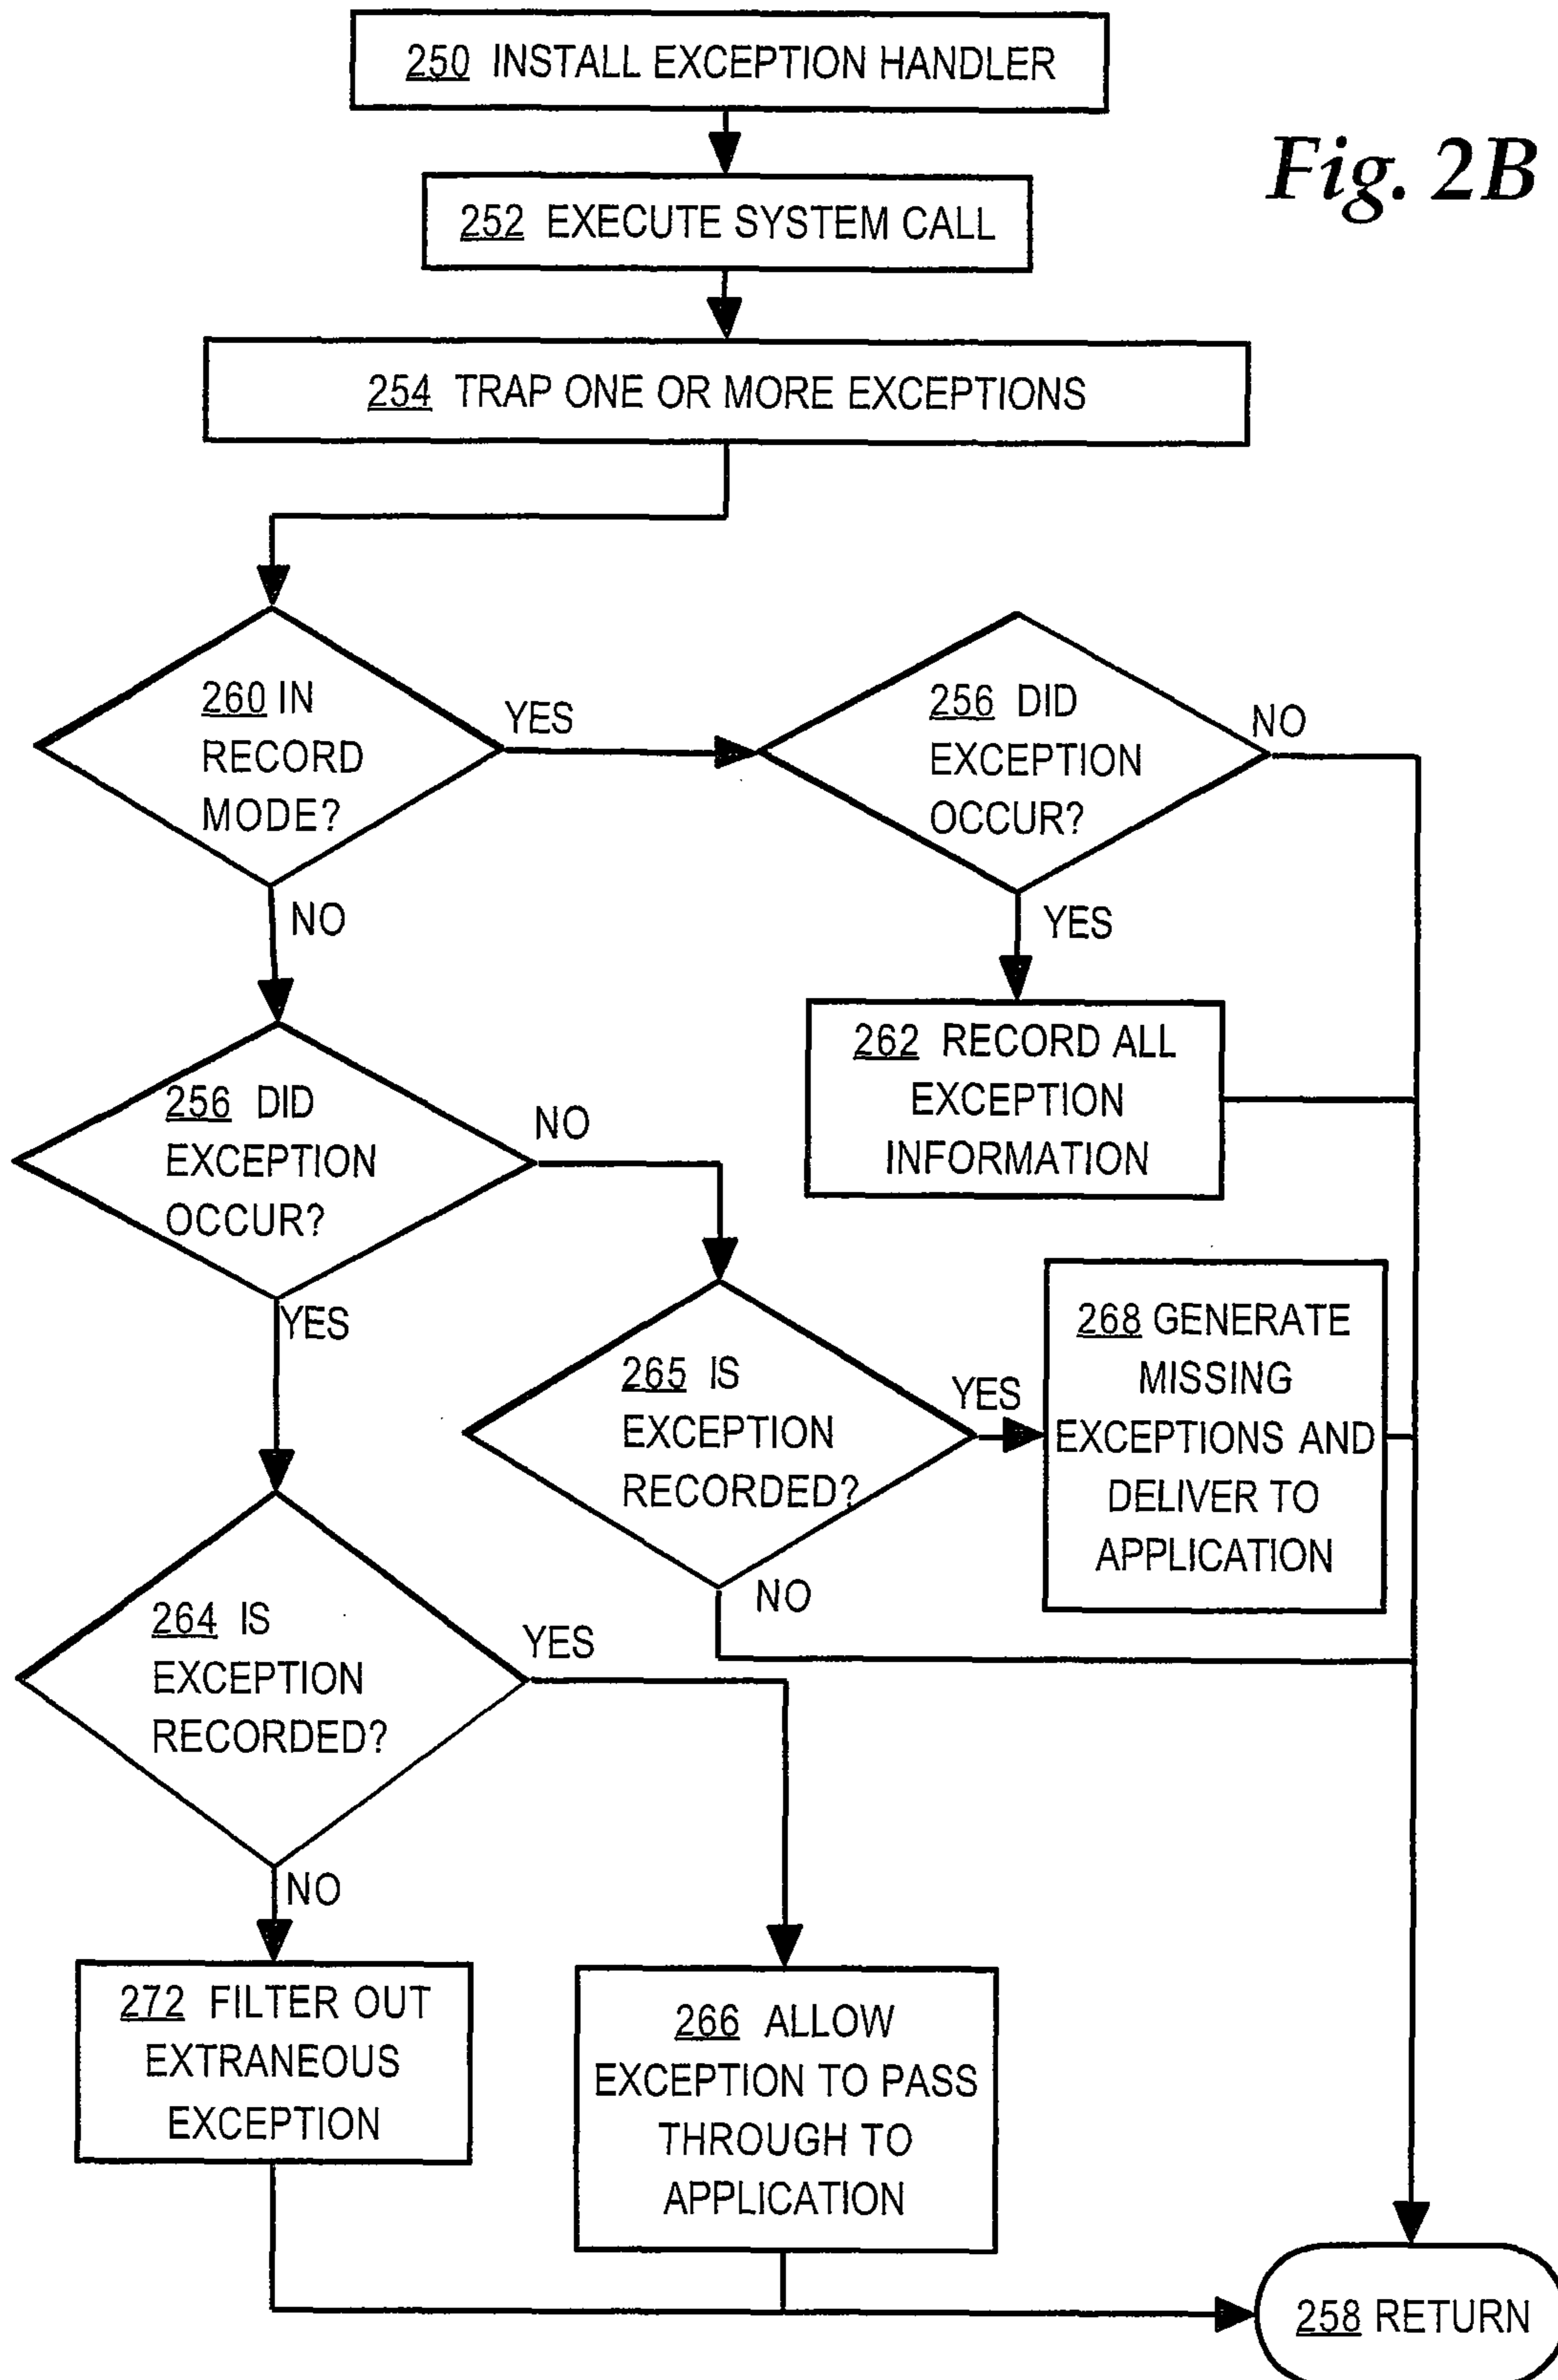 250 INSTALL EXCEPTION HANDLER
Fig. 2B
252 EXECUTE SYSTEM CALL
254 TRAP ONE OR MORE EXCEPTIONS
260 IN
RECORD
MODE?
YES
256 DID
EXCEPTION
OCCUR?
NO
NO
YES
262 RECORD ALL
EXCEPTION
INFORMATION
256 DID
EXCEPTION
OCCUR?
NO
YES
265 IS
EXCEPTION
RECORDED?
YES
268 GENERATE
MISSING
EXCEPTIONS AND
DELIVER TO
APPLICATION
NO
264 IS
EXCEPTION
RECORDED?
YES
NO
272 FILTER OUT
EXTRANEOUS
EXCEPTION
266 ALLOW
EXCEPTION TO PASS
THROUGH TO
APPLICATION
258 RETURN